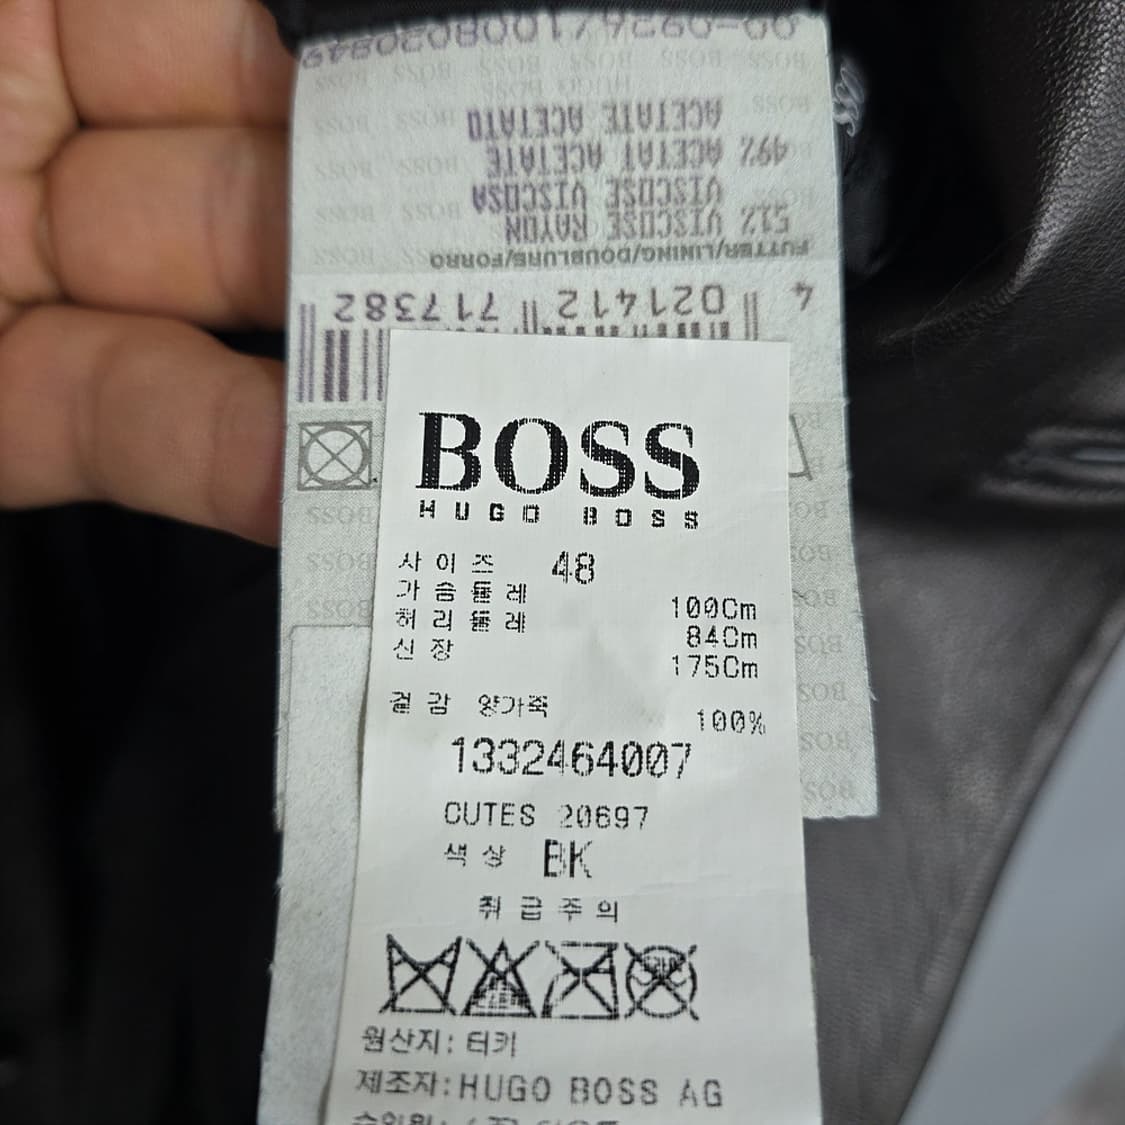 00-0926/1008030849
ACETATE ACETATO
49% ACETAT ACETATE
VISCOSE VISCOSA
51% VISCOSE RAYON
FUTTER/LINING/DOUBLURE/FORRO
4 021412 717382
BOSS
HUGO BOSS
사이즈 48
가슴둘레 100Cm
허리둘레 84Cm
신장 175Cm
겉감 양가죽 100%
1332464007
CUTES 20697
색상 BK
취급주의
원산지: 터키
제조자: HUGO BOSS AG